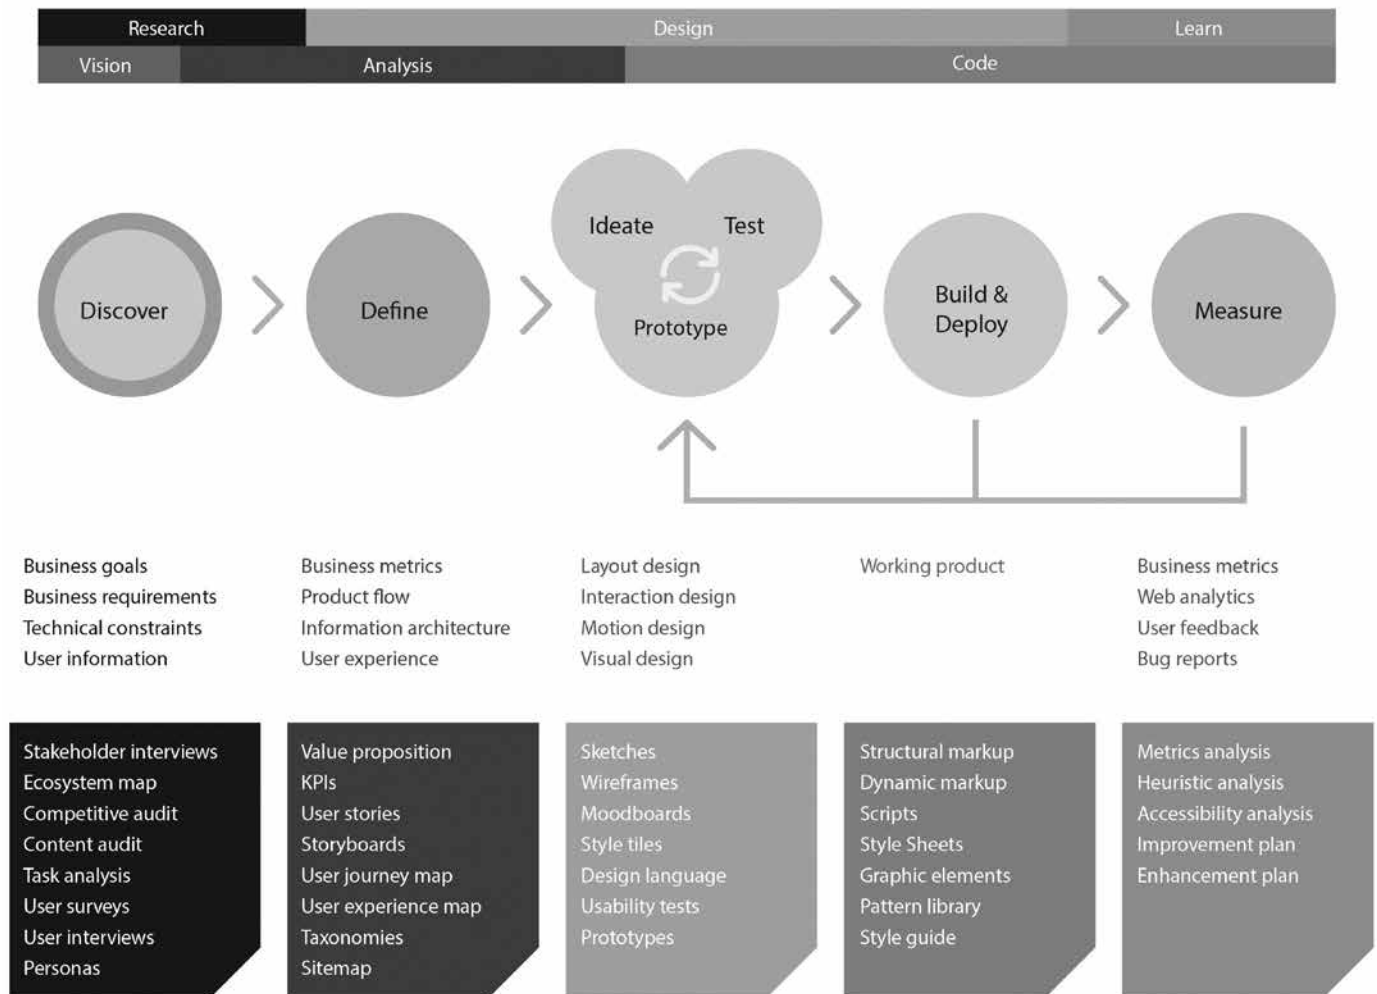 Research
Design
Learn
Vision
Analysis
Code
Discover
Define
Ideate
Test
Prototype
Build &
Deploy
Measure
Business goals
Business requirements
Technical constraints
User information
Business metrics
Product flow
Information architecture
User experience
Layout design
Interaction design
Motion design
Visual design
Working product
Business metrics
Web analytics
User feedback
Bug reports
Stakeholder interviews
Ecosystem map
Competitive audit
Content audit
Task analysis
User surveys
User interviews
Personas
Value proposition
KPIs
User stories
Storyboards
User journey map
User experience map
Taxonomies
Sitemap
Sketches
Wireframes
Moodboards
Style tiles
Design language
Usability tests
Prototypes
Structural markup
Dynamic markup
Scripts
Style Sheets
Graphic elements
Pattern library
Style guide
Metrics analysis
Heuristic analysis
Accessibility analysis
Improvement plan
Enhancement plan